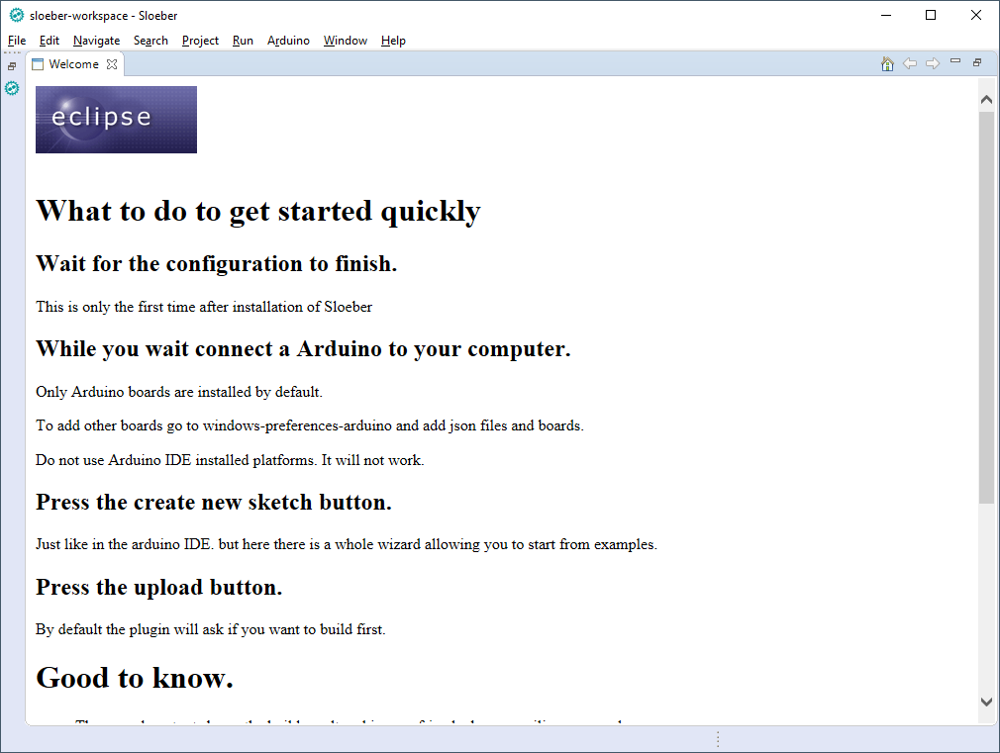 sloeber-workspace - Sloeber
File Edit Navigate Search Project Run Arduino Window Help
Welcome
eclipse
What to do to get started quickly
Wait for the configuration to finish.
This is only the first time after installation of Sloeber
While you wait connect a Arduino to your computer.
Only Arduino boards are installed by default.
To add other boards go to windows-preferences-arduino and add json files and boards.
Do not use Arduino IDE installed platforms. It will not work.
Press the create new sketch button.
Just like in the arduino IDE. but here there is a whole wizard allowing you to start from examples.
Press the upload button.
By default the plugin will ask if you want to build first.
Good to know.